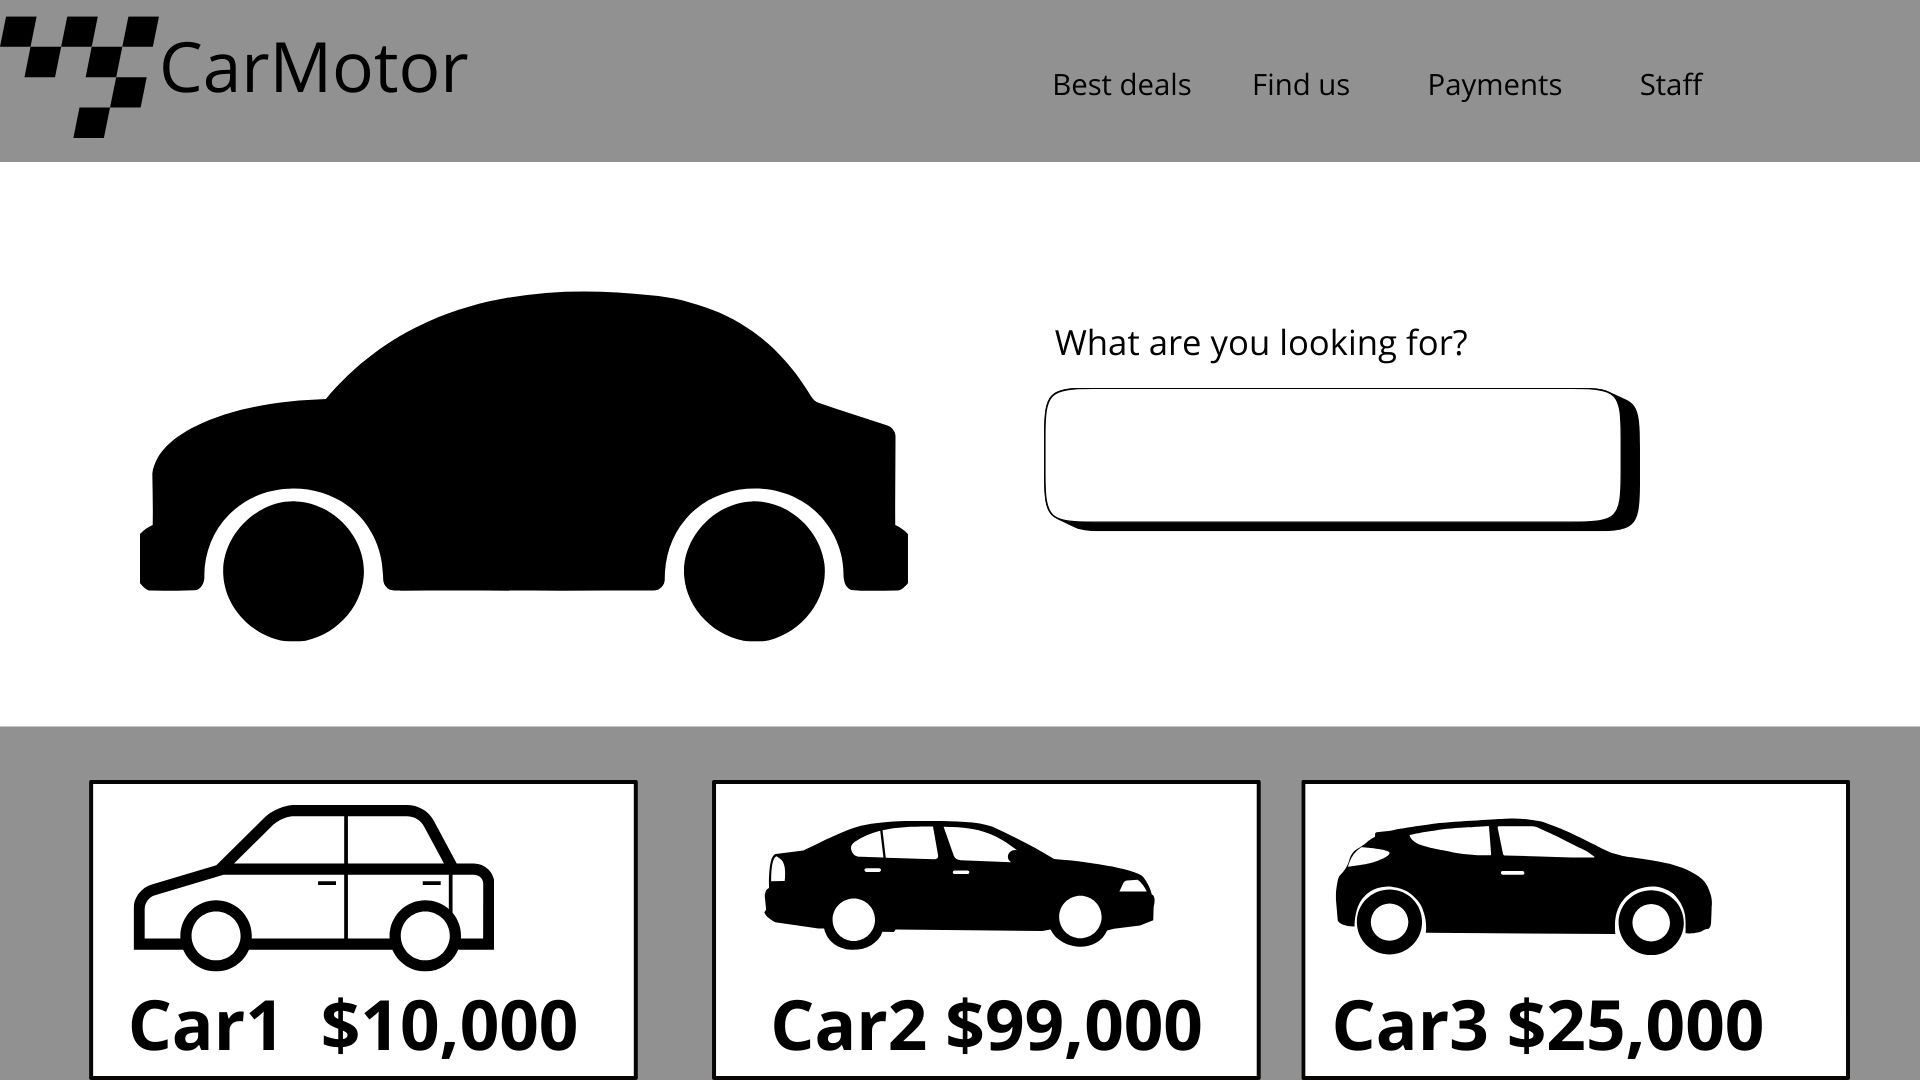 CarMotor
Best deals Find us Payments Staff
What are you looking for?
Car1 $10,000
Car2 $99,000
Car3 $25,000